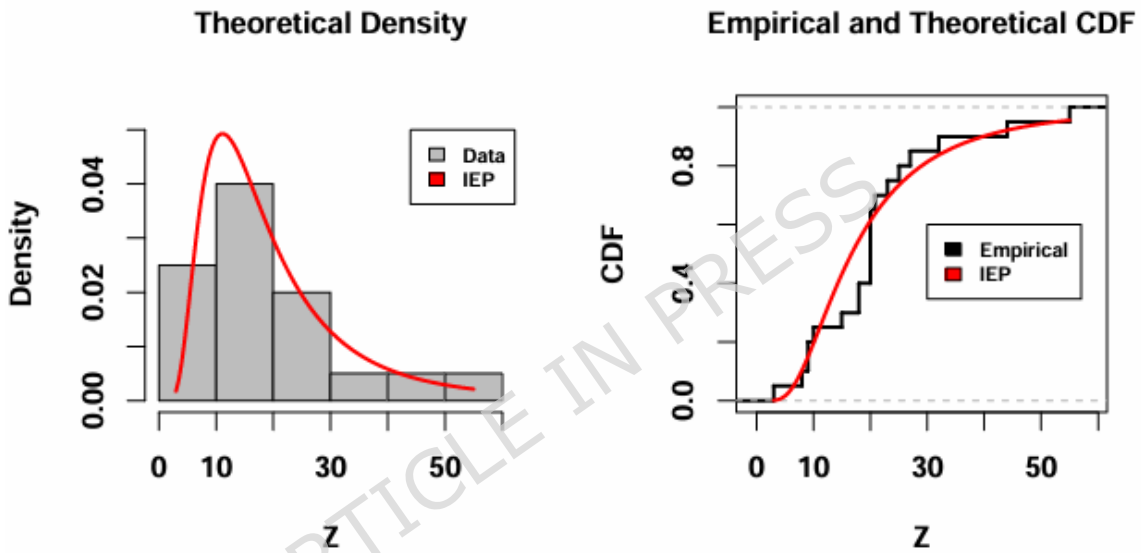 Theoretical Density
Density
0.00 0.02 0.04
Data
IEP
0 10 30 50
Z
Empirical and Theoretical CDF
CDF
0.0 0.4 0.8
Empirical
IEP
0 10 30 50
Z
ARTICLE IN PRESS